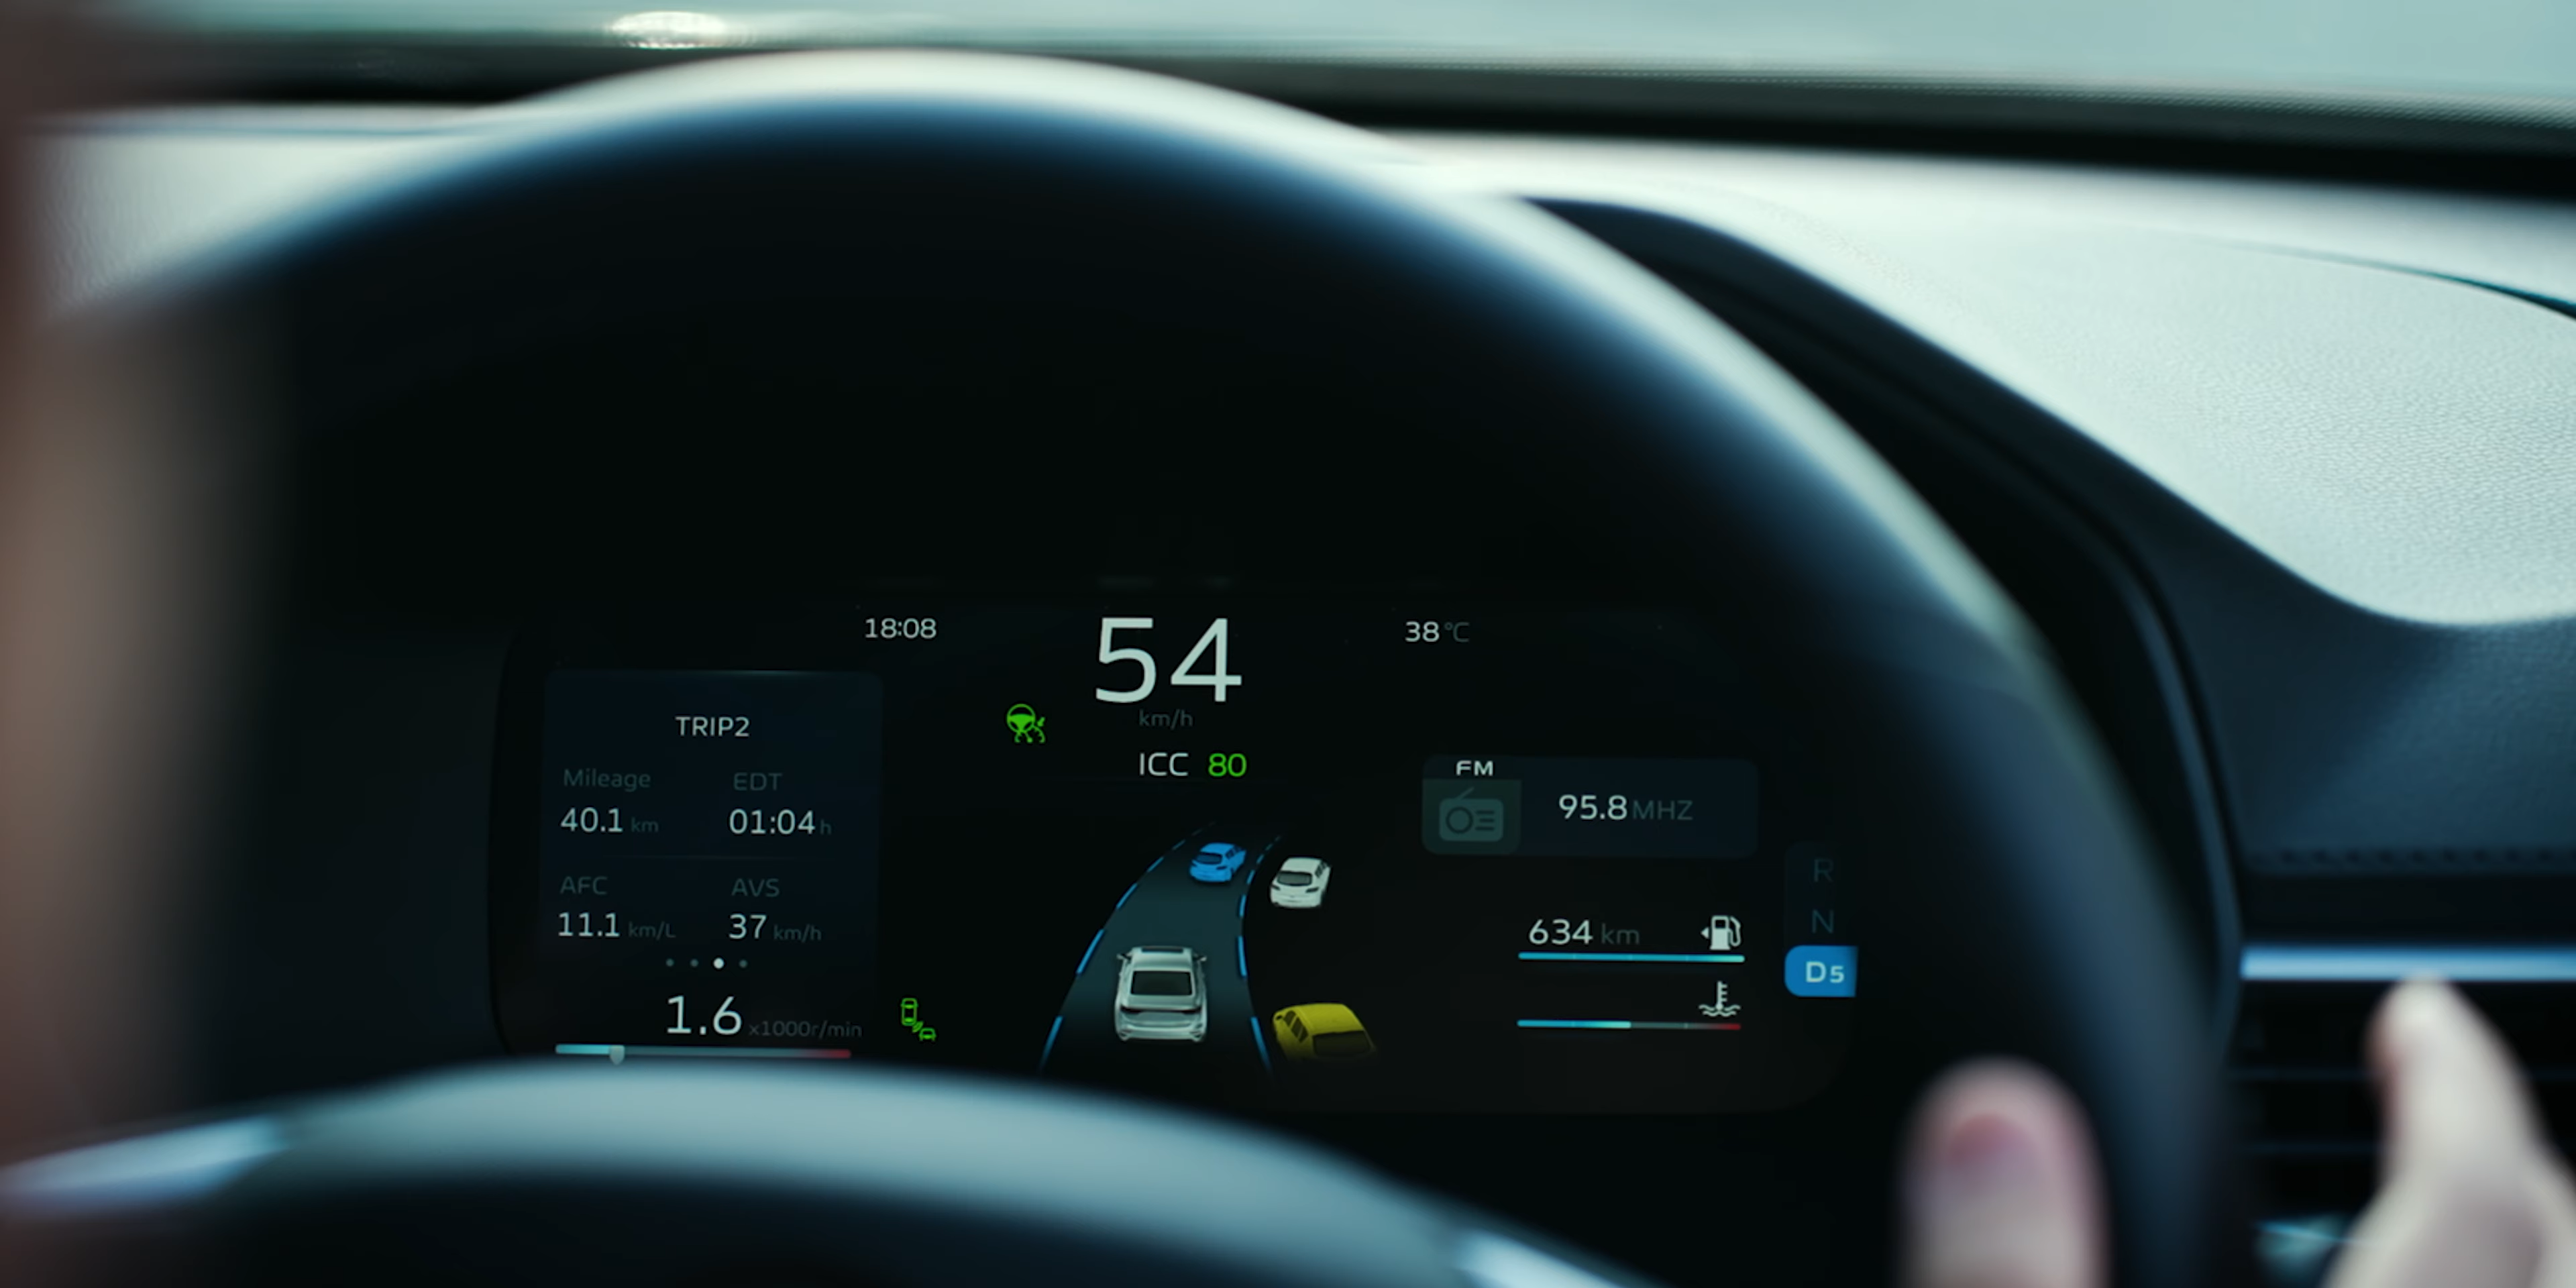 18:08
54
38°C
km/h
ICC 80
TRIP2
Mileage EDT
40.1 km 01:04 h
AFC AVS
11.1 km/L 37 km/h
1.6 x1000r/min
FM
95.8 MHZ
634 km
R
N
D5